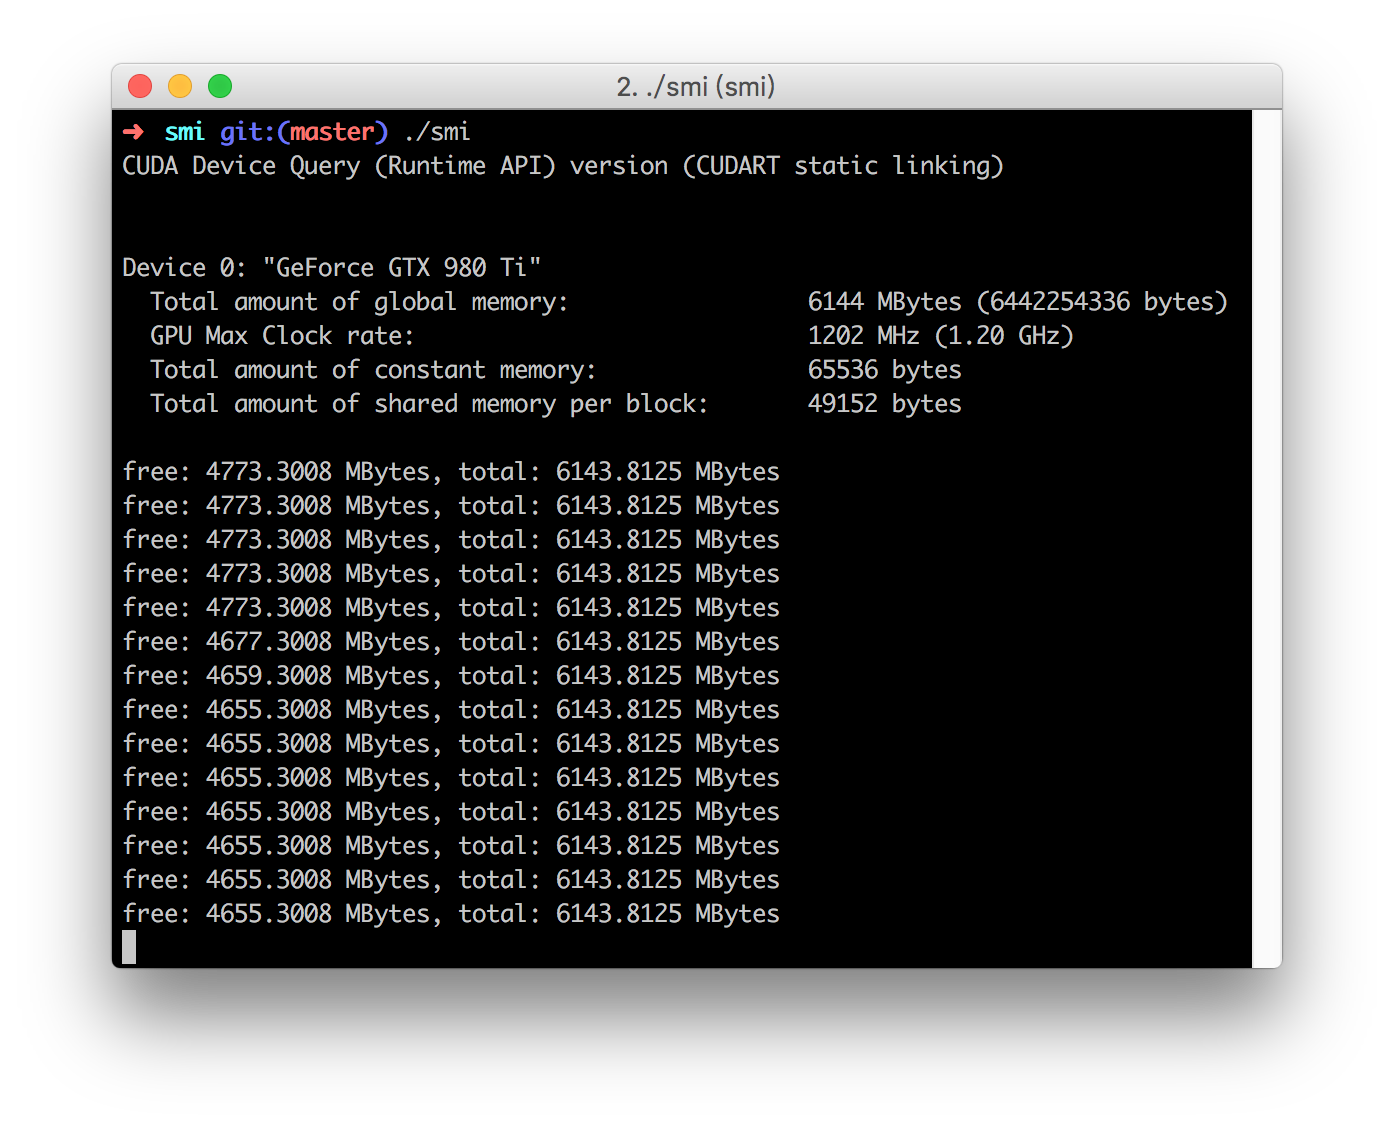 2. ./smi (smi)
➜ smi git:(master) ./smi
CUDA Device Query (Runtime API) version (CUDART static linking)
Device 0: "GeForce GTX 980 Ti"
Total amount of global memory: 6144 MBytes (6442254336 bytes)
GPU Max Clock rate: 1202 MHz (1.20 GHz)
Total amount of constant memory: 65536 bytes
Total amount of shared memory per block: 49152 bytes
free: 4773.3008 MBytes, total: 6143.8125 MBytes
free: 4773.3008 MBytes, total: 6143.8125 MBytes
free: 4773.3008 MBytes, total: 6143.8125 MBytes
free: 4773.3008 MBytes, total: 6143.8125 MBytes
free: 4773.3008 MBytes, total: 6143.8125 MBytes
free: 4677.3008 MBytes, total: 6143.8125 MBytes
free: 4659.3008 MBytes, total: 6143.8125 MBytes
free: 4655.3008 MBytes, total: 6143.8125 MBytes
free: 4655.3008 MBytes, total: 6143.8125 MBytes
free: 4655.3008 MBytes, total: 6143.8125 MBytes
free: 4655.3008 MBytes, total: 6143.8125 MBytes
free: 4655.3008 MBytes, total: 6143.8125 MBytes
free: 4655.3008 MBytes, total: 6143.8125 MBytes
free: 4655.3008 MBytes, total: 6143.8125 MBytes